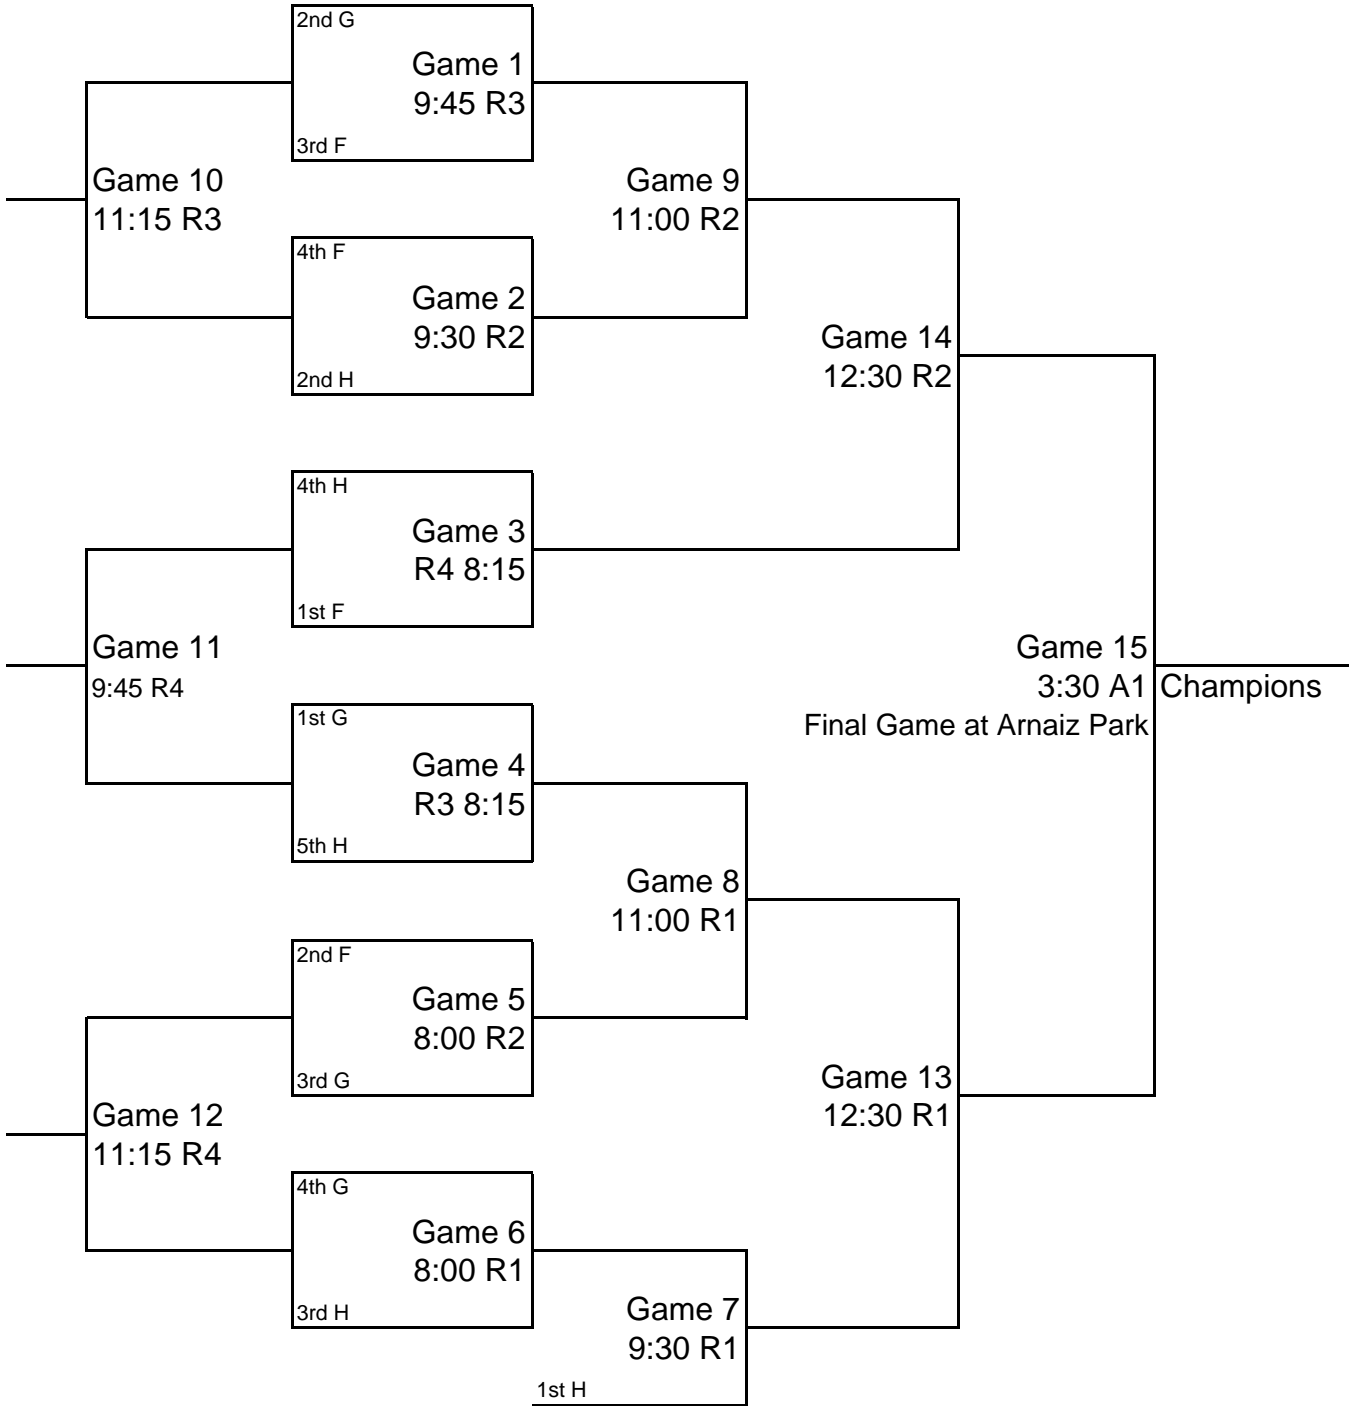 2nd G
Game 1
9:45 R3
3rd F
Game 10
11:15 R3
Game 9
11:00 R2
4th F
Game 2
9:30 R2
2nd H
Game 14
12:30 R2
4th H
Game 3
R4 8:15
1st F
Game 11
9:45 R4
Game 15
3:30 A1
Champions
Final Game at Arnaiz Park
1st G
Game 4
R3 8:15
5th H
Game 8
11:00 R1
2nd F
Game 5
8:00 R2
3rd G
Game 13
12:30 R1
Game 12
11:15 R4
4th G
Game 6
8:00 R1
3rd H
Game 7
9:30 R1
1st H